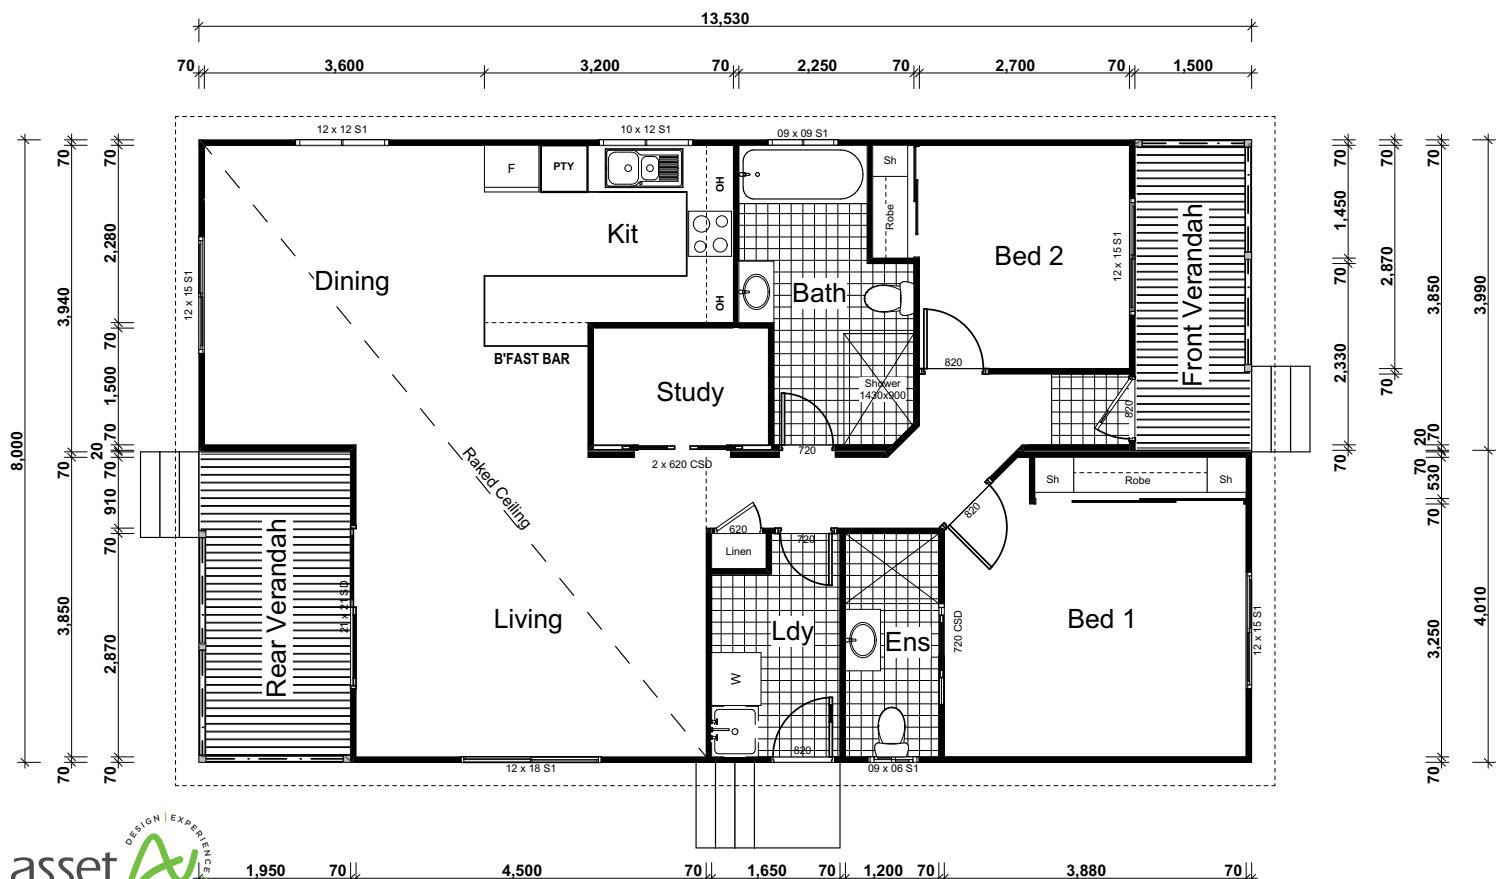 13,530
70 3,600 3,200 70 2,250 70 2,700 70 1,500
12 x 12 S1
10 x 12 S1
09 x 09 S1
F
PTY
OH
Sh
Robe
Kit
Dining
Bath
Bed 2
12 x 15 S1
Front Verandah
12 x 15 S1
OH
B'FAST BAR
Study
Shower
1430x900
820
820
720
2 x 620 CSD
Raked Ceiling
Sh
Robe
Sh
820
620
Linen
720
Rear Verandah
21 x 21 SD
Living
Ldy
Ens
720 CSD
Bed 1
12 x 15 S1
W
820
12 x 18 S1
09 x 06 S1
8,000
70
3,940
70
3,850
70
70
2,280
70
1,500
70
20
70
910
70
2,870
70
70
1,450
70
2,330
70
70
2,870
70
70
3,850
20
70
70
530
70
3,250
70
3,990
4,010
DESIGN | EXPERIENCE
asset
1,950 70 4,500 70 1,650 70 1,200 70 3,880 70